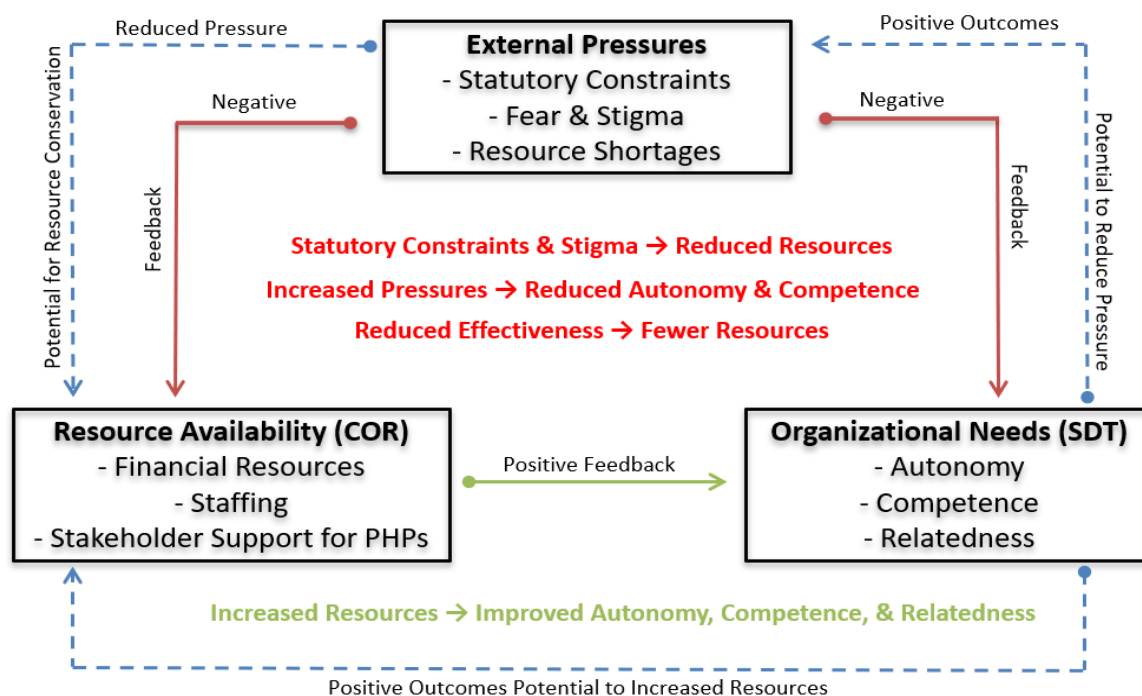 Reduced Pressure
Positive Outcomes
External Pressures
- Statutory Constraints
- Fear & Stigma
- Resource Shortages
Negative
Negative
Potential for Resource Conservation
Feedback
Feedback
Potential to Reduce Pressure
Statutory Constraints & Stigma → Reduced Resources
Increased Pressures → Reduced Autonomy & Competence
Reduced Effectiveness → Fewer Resources
Resource Availability (COR)
- Financial Resources
- Staffing
- Stakeholder Support for PHPs
Positive Feedback
Organizational Needs (SDT)
- Autonomy
- Competence
- Relatedness
Increased Resources → Improved Autonomy, Competence, & Relatedness
Positive Outcomes Potential to Increased Resources